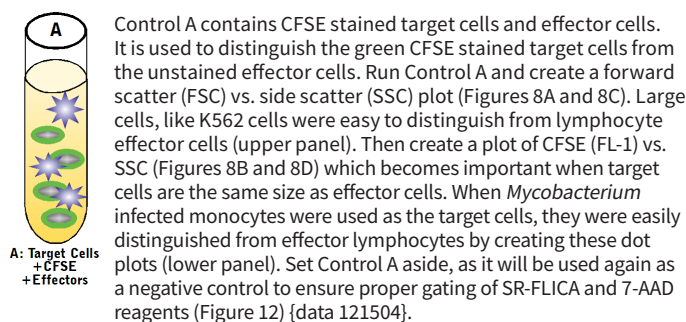 A
Control A contains CFSE stained target cells and effector cells.
It is used to distinguish the green CFSE stained target cells from
the unstained effector cells. Run Control A and create a forward
scatter (FSC) vs. side scatter (SSC) plot (Figures 8A and 8C). Large
cells, like K562 cells were easy to distinguish from lymphocyte
effector cells (upper panel). Then create a plot of CFSE (FL-1) vs.
SSC (Figures 8B and 8D) which becomes important when target
cells are the same size as effector cells. When Mycobacterium
infected monocytes were used as the target cells, they were easily
distinguished from effector lymphocytes by creating these dot
plots (lower panel). Set Control A aside, as it will be used again as
a negative control to ensure proper gating of SR-FLICA and 7-AAD
reagents (Figure 12) {data 121504}.
A: Target Cells
+CFSE
+Effectors